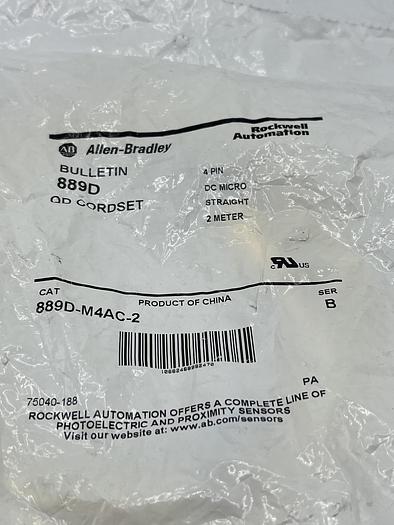 AB Allen-Bradley
Rockwell
Automation
BULLETIN
889D
QD CORDSET
4 PIN
DC MICRO
STRAIGHT
2 METER
c RU US
CAT
889D-M4AC-2
PRODUCT OF CHINA
SER
B
PA
75040-188
ROCKWELL AUTOMATION OFFERS A COMPLETE LINE OF
PHOTOELECTRIC AND PROXIMITY SENSORS
Visit our website at: www.ab.com/sensors